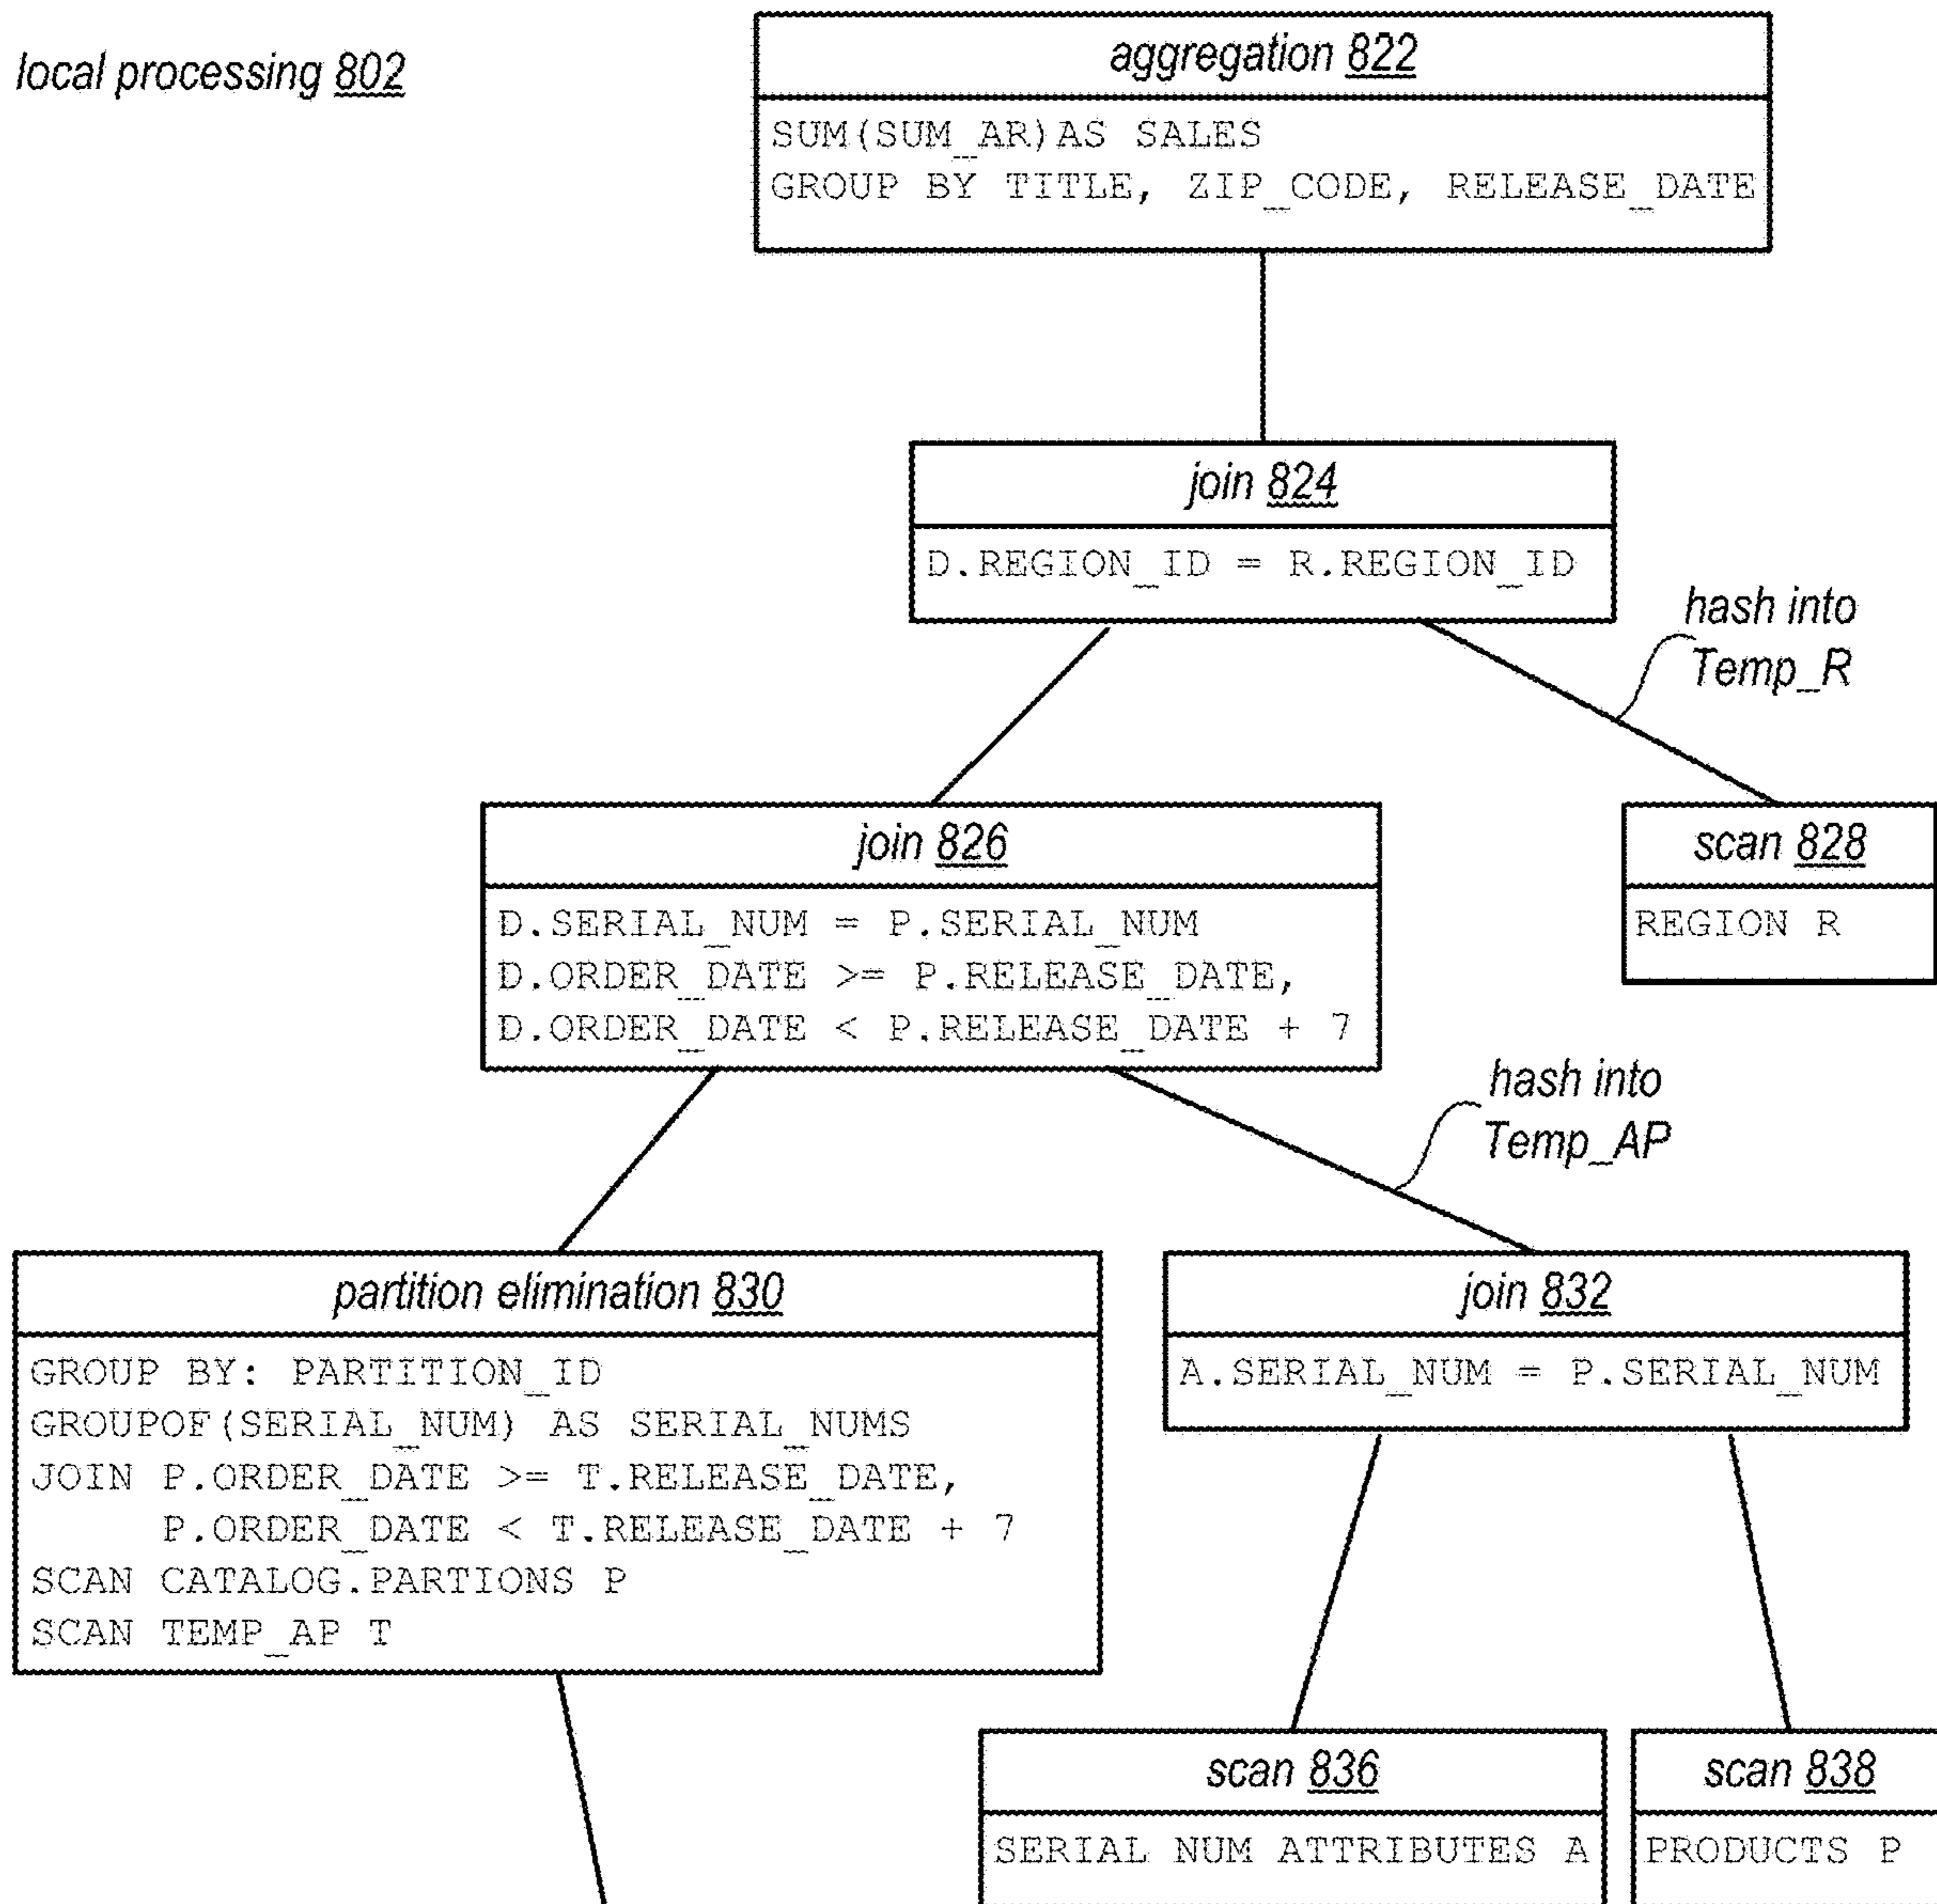 local processing 802
aggregation 822
SUM(SUM_AR)AS SALES
GROUP BY TITLE, ZIP_CODE, RELEASE_DATE
join 824
D.REGION_ID = R.REGION_ID
hash into
Temp_R
join 826
D.SERIAL_NUM = P.SERIAL_NUM
D.ORDER_DATE >= P.RELEASE_DATE,
D.ORDER_DATE < P.RELEASE_DATE + 7
scan 828
REGION R
hash into
Temp_AP
partition elimination 830
GROUP BY: PARTITION_ID
GROUPOF(SERIAL_NUM) AS SERIAL_NUMS
JOIN P.ORDER_DATE >= T.RELEASE_DATE,
P.ORDER_DATE < T.RELEASE_DATE + 7
SCAN CATALOG.PARTIONS P
SCAN TEMP_AP T
join 832
A.SERIAL_NUM = P.SERIAL_NUM
scan 836
SERIAL NUM ATTRIBUTES A
scan 838
PRODUCTS P